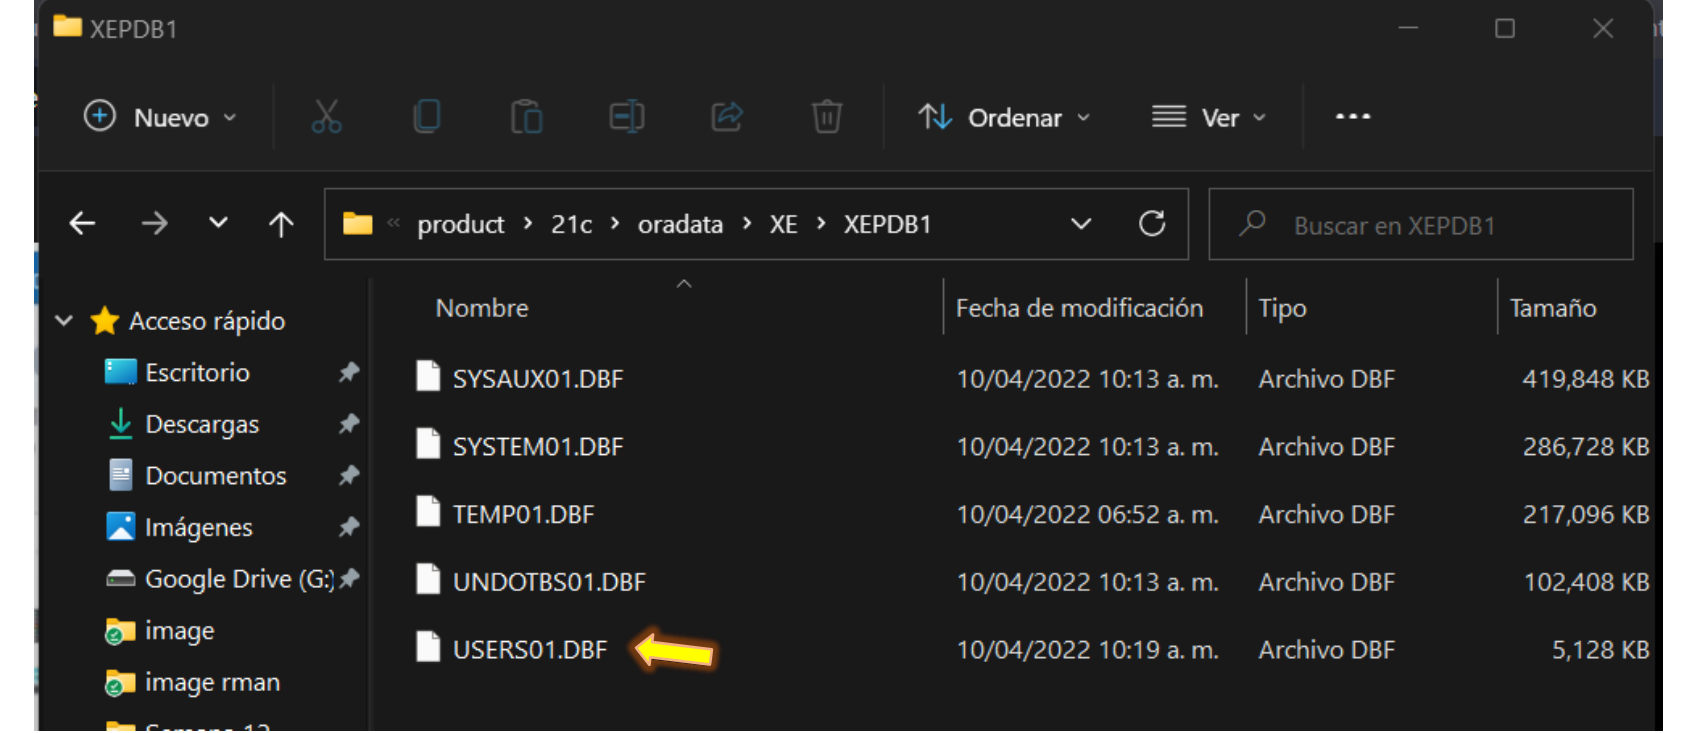 XEPDB1
Nuevo
Ordenar
Ver
« product > 21c > oradata > XE > XEPDB1
Buscar en XEPDB1
Nombre Fecha de modificación Tipo Tamaño
Acceso rápido
Escritorio
Descargas
Documentos
Imágenes
Google Drive (G:)
image
image rman
SYSAUX01.DBF 10/04/2022 10:13 a. m. Archivo DBF 419,848 KB
SYSTEM01.DBF 10/04/2022 10:13 a. m. Archivo DBF 286,728 KB
TEMP01.DBF 10/04/2022 06:52 a. m. Archivo DBF 217,096 KB
UNDOTBS01.DBF 10/04/2022 10:13 a. m. Archivo DBF 102,408 KB
USERS01.DBF 10/04/2022 10:19 a. m. Archivo DBF 5,128 KB